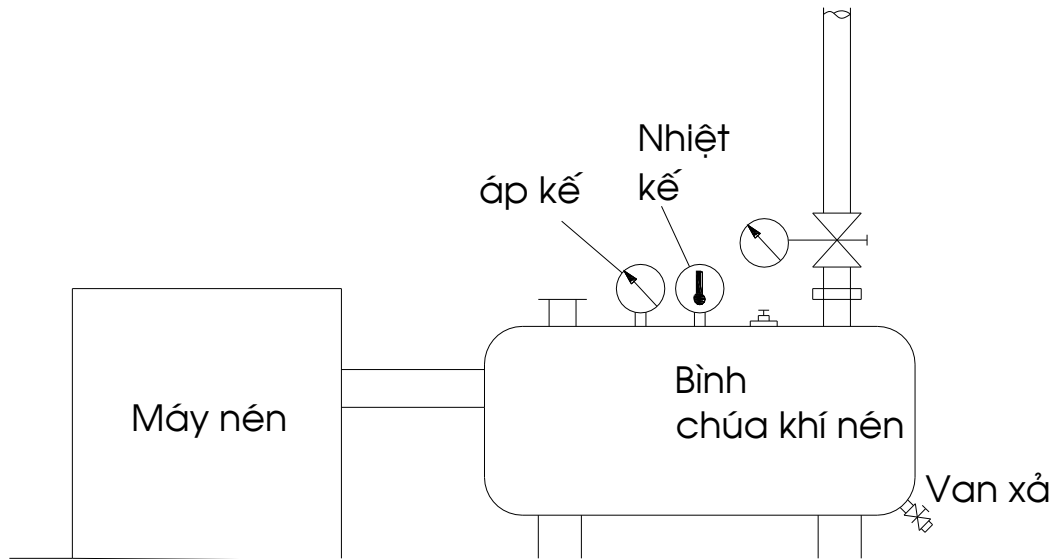 Nhiệt
kế
áp kế
Máy nén
Bình
chúa khí nén
Van xả